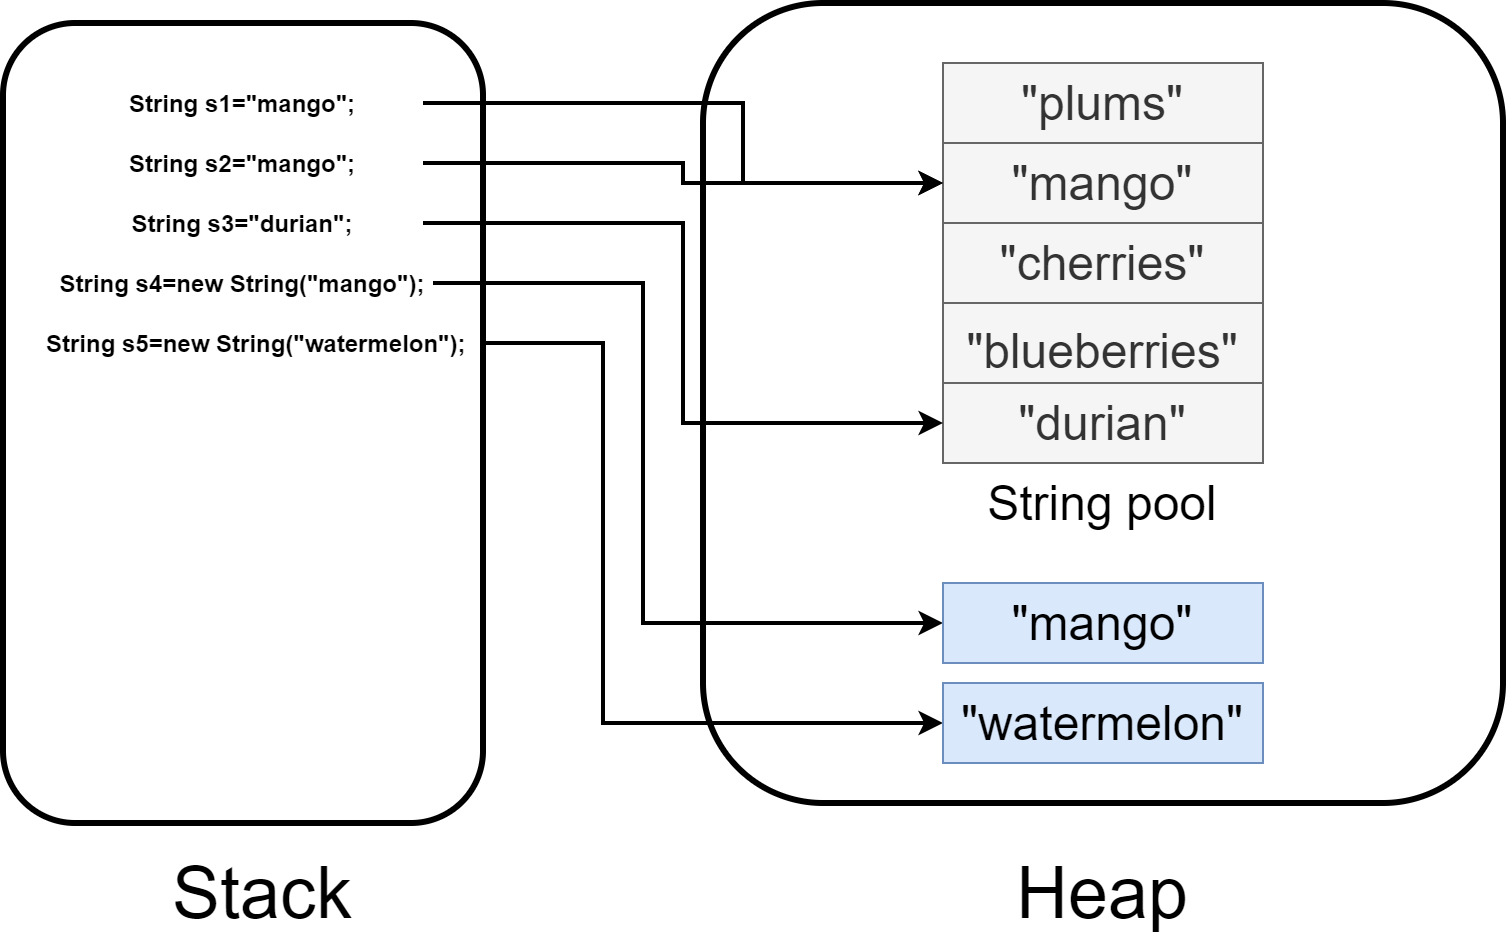 String s1="mango";
String s2="mango";
String s3="durian";
String s4=new String("mango");
String s5=new String("watermelon");
Stack
"plums"
"mango"
"cherries"
"blueberries"
"durian"
String pool
"mango"
"watermelon"
Heap